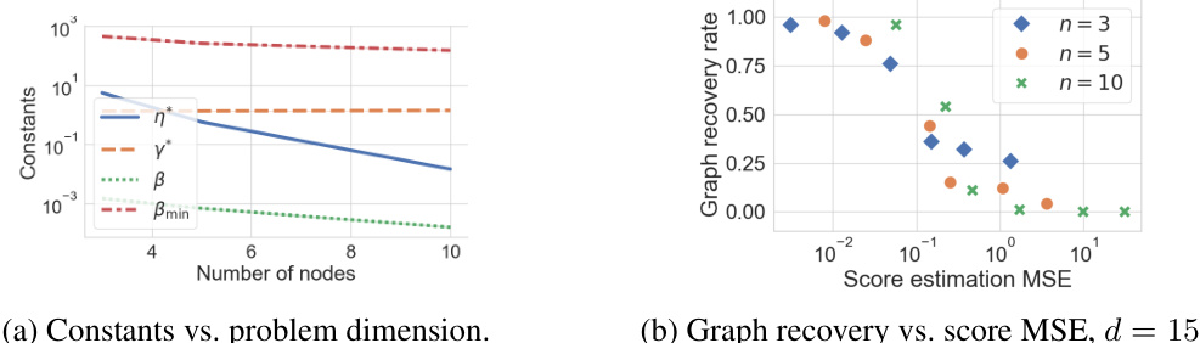 10^3
10^1
10^-1
10^-3
Constants
η*
γ*
β
β_min
4 6 8 10
Number of nodes
(a) Constants vs. problem dimension.
1.00
0.75
0.50
0.25
0.00
Graph recovery rate
n = 3
n = 5
n = 10
10^-2 10^-1 10^0 10^1
Score estimation MSE
(b) Graph recovery vs. score MSE, d = 15